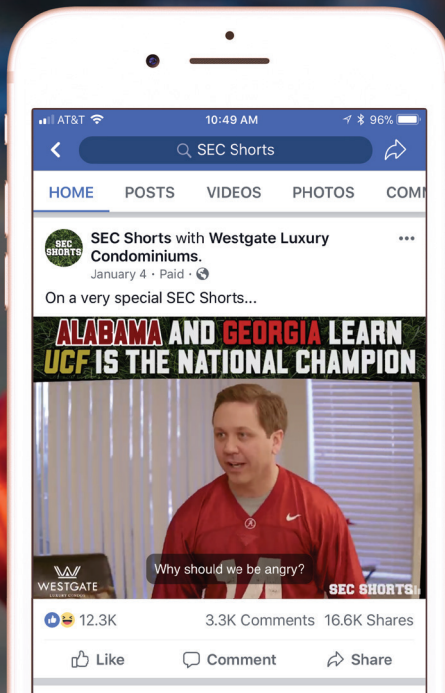 AT&T 10:49 AM 96%
SEC Shorts
HOME POSTS VIDEOS PHOTOS COMM
SEC SHORTS
SEC Shorts with Westgate Luxury
Condominiums.
January 4 · Paid ·
On a very special SEC Shorts...
ALABAMA AND GEORGIA LEARN
UCF IS THE NATIONAL CHAMPION
A
Why should we be angry?
WESTGATE
SEC SHORTS
12.3K 3.3K Comments 16.6K Shares
Like Comment Share